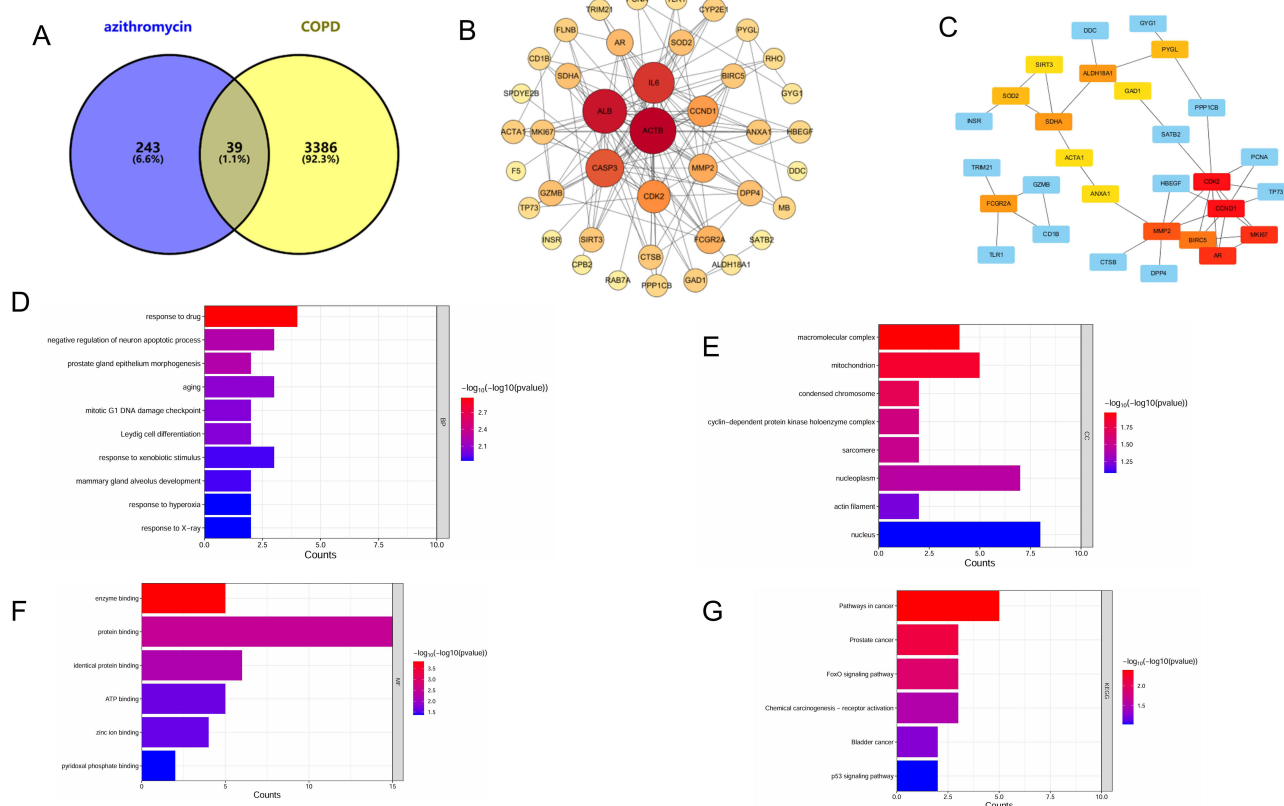 A
azithromycin
COPD
243
(6.6%)
39
(1.1%)
3386
(92.3%)
B
TRIM21
CYP2E1
FLNB
AR
SOD2
PYGL
CD1B
SDHA
IL6
BIRC5
RHO
SPDYE2B
ALB
CCND1
GYG1
ACTA1
MKI67
ACTB
ANXA1
HBEGF
F5
CASP3
MMP2
DDC
GZMB
CDK2
DPP4
TP73
MB
INSR
SIRT3
FCGR2A
SATB2
CPB2
CTSB
ALDH18A1
RAB7A
PPP1CB
GAD1
C
DDC
GYG1
PYGL
SIRT3
ALDH18A1
SOD2
GAD1
PPP1CB
INSR
SDHA
SATB2
ACTA1
PCNA
TRIM21
GZMB
HBEGF
CDK2
TP73
ANXA1
FCGR2A
CCND1
CD1B
MMP2
BIRC5
MKI67
TLR1
AR
CTSB
DPP4
D
response to drug
negative regulation of neuron apoptotic process
prostate gland epithelium morphogenesis
aging
mitotic G1 DNA damage checkpoint
Leydig cell differentiation
response to xenobiotic stimulus
mammary gland alveolus development
response to hyperoxia
response to X−ray
0.0 2.5 5.0 7.5 10.0
Counts
BP
−log10(−log10(pvalue))
2.7
2.4
2.1
E
macromolecular complex
mitochondrion
condensed chromosome
cyclin−dependent protein kinase holoenzyme complex
sarcomere
nucleoplasm
actin filament
nucleus
0.0 2.5 5.0 7.5 10.0
Counts
CC
−log10(−log10(pvalue))
1.75
1.50
1.25
F
enzyme binding
protein binding
identical protein binding
ATP binding
zinc ion binding
pyridoxal phosphate binding
0 5 10 15
Counts
MF
−log10(−log10(pvalue))
3.5
3.0
2.5
2.0
1.5
G
Pathways in cancer
Prostate cancer
FoxO signaling pathway
Chemical carcinogenesis − receptor activation
Bladder cancer
p53 signaling pathway
0.0 2.5 5.0 7.5 10.0
Counts
KEGG
−log10(−log10(pvalue))
2.0
1.5